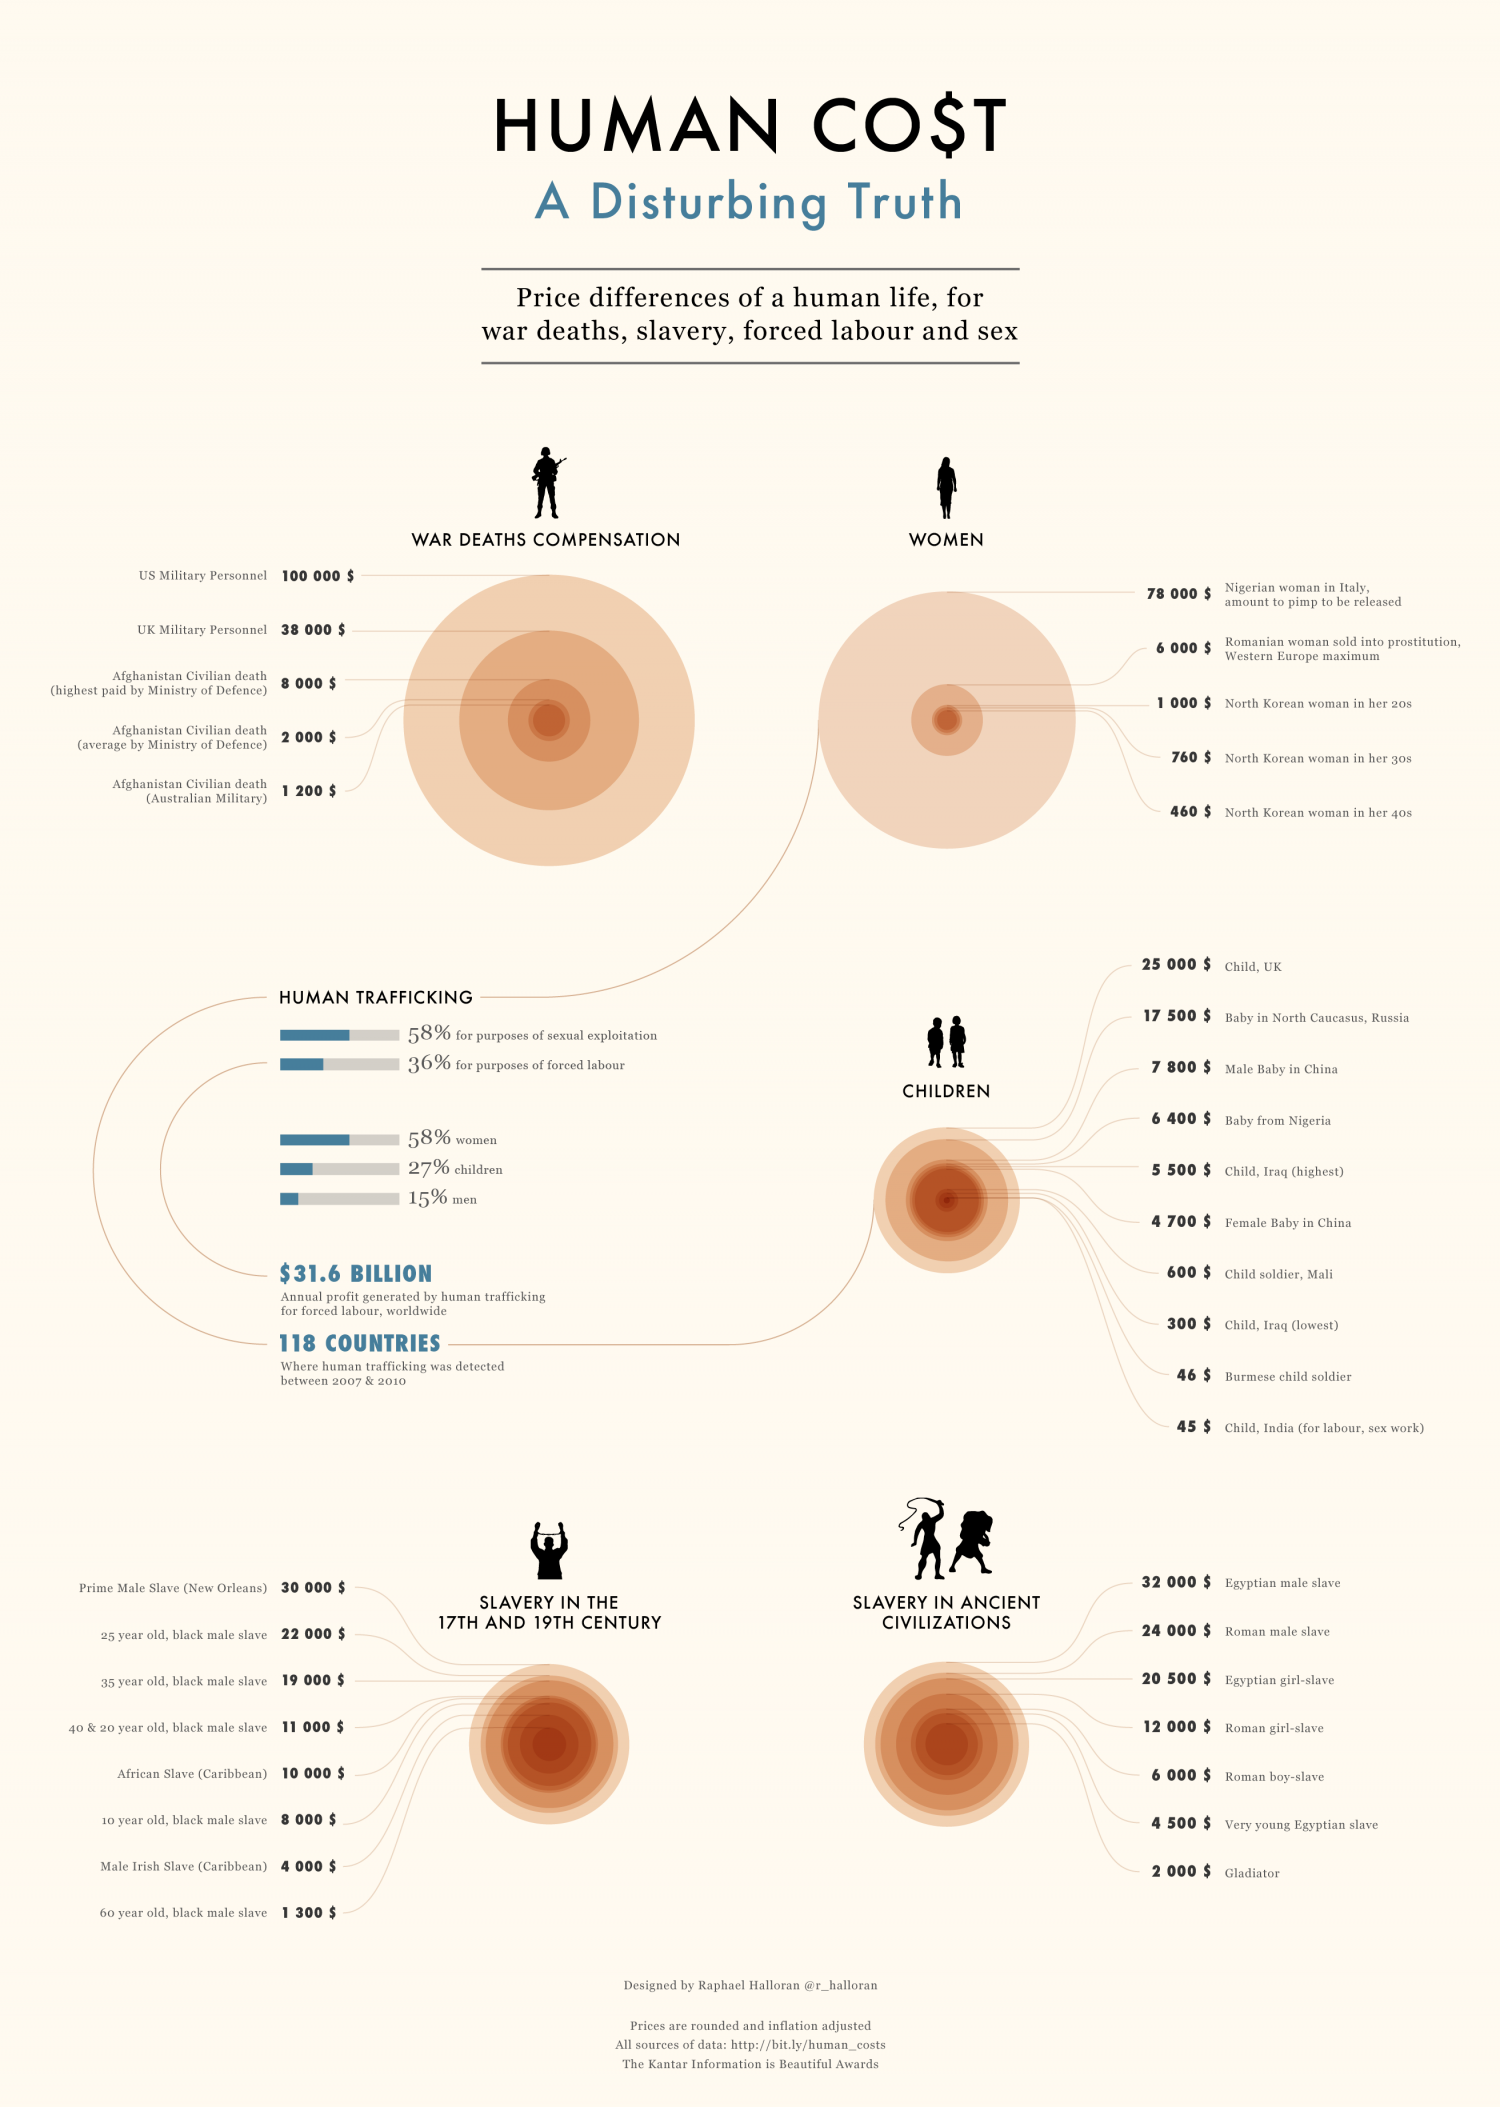 HUMAN CO$T
A Disturbing Truth
Price differences of a human life, for
war deaths, slavery, forced labour and sex
WAR DEATHS COMPENSATION
US Military Personnel 100 000 $
UK Military Personnel 38 000 $
Afghanistan Civilian death
(highest paid by Ministry of Defence) 8 000 $
Afghanistan Civilian death
(average by Ministry of Defence) 2 000 $
Afghanistan Civilian death
(Australian Military) 1 200 $
WOMEN
78 000 $ Nigerian woman in Italy,
amount to pimp to be released
6 000 $ Romanian woman sold into prostitution,
Western Europe maximum
1 000 $ North Korean woman in her 20s
760 $ North Korean woman in her 30s
460 $ North Korean woman in her 40s
HUMAN TRAFFICKING
58% for purposes of sexual exploitation
36% for purposes of forced labour
58% women
27% children
15% men
$31.6 BILLION
Annual profit generated by human trafficking
for forced labour, worldwide
118 COUNTRIES
Where human trafficking was detected
between 2007 & 2010
CHILDREN
25 000 $ Child, UK
17 500 $ Baby in North Caucasus, Russia
7 800 $ Male Baby in China
6 400 $ Baby from Nigeria
5 500 $ Child, Iraq (highest)
4 700 $ Female Baby in China
600 $ Child soldier, Mali
300 $ Child, Iraq (lowest)
46 $ Burmese child soldier
45 $ Child, India (for labour, sex work)
SLAVERY IN THE
17TH AND 19TH CENTURY
Prime Male Slave (New Orleans) 30 000 $
25 year old, black male slave 22 000 $
35 year old, black male slave 19 000 $
40 & 20 year old, black male slave 11 000 $
African Slave (Caribbean) 10 000 $
10 year old, black male slave 8 000 $
Male Irish Slave (Caribbean) 4 000 $
60 year old, black male slave 1 300 $
SLAVERY IN ANCIENT
CIVILIZATIONS
32 000 $ Egyptian male slave
24 000 $ Roman male slave
20 500 $ Egyptian girl-slave
12 000 $ Roman girl-slave
6 000 $ Roman boy-slave
4 500 $ Very young Egyptian slave
2 000 $ Gladiator
Designed by Raphael Halloran @r_halloran
Prices are rounded and inflation adjusted
All sources of data: http://bit.ly/human_costs
The Kantar Information is Beautiful Awards